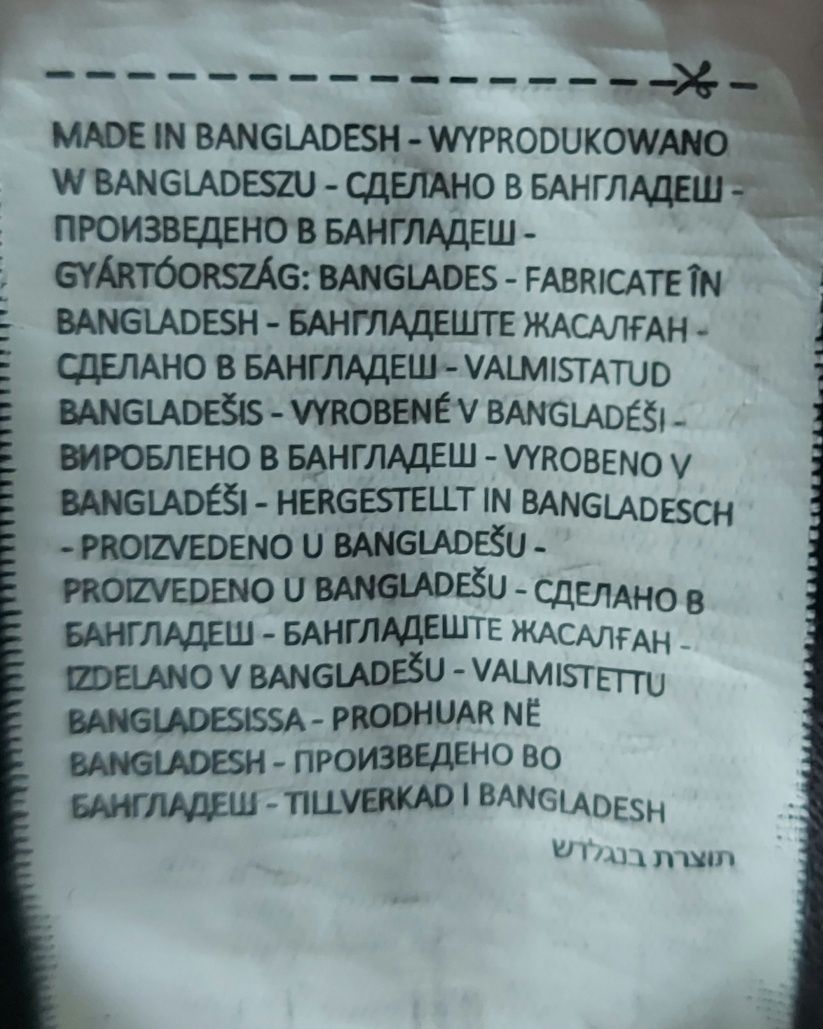 MADE IN BANGLADESH - WYPRODUKOWANO
W BANGLADESZU - СДЕЛАНО В БАНГЛАДЕШ -
ПРОИЗВЕДЕНО В БАНГЛАДЕШ -
GYÁRTÓORSZÁG: BANGLADES - FABRICATE ÎN
BANGLADESH - БАНГЛАДЕШТЕ ЖАСАЛҒАН -
СДЕЛАНО В БАНГЛАДЕШ - VALMISTATUD
BANGLADEŠIS - VYROBENÉ V BANGLADÉŠI -
ВИРОБЛЕНО В БАНГЛАДЕШ - VYROBENO V
BANGLADÉŠI - HERGESTELLT IN BANGLADESCH
- PROIZVEDENO U BANGLADEŠU -
PROIZVEDENO U BANGLADEŠU - СДЕЛАНО В
БАНГЛАДЕШ - БАНГЛАДЕШТЕ ЖАСАЛҒАН -
IZDELANO V BANGLADEŠU - VALMISTETTU
BANGLADESISSA - PRODHUAR NË
BANGLADESH - ПРОИЗВЕДЕНО ВО
БАНГЛАДЕШ - TILLVERKAD I BANGLADESH
תוצרת בנגלדש